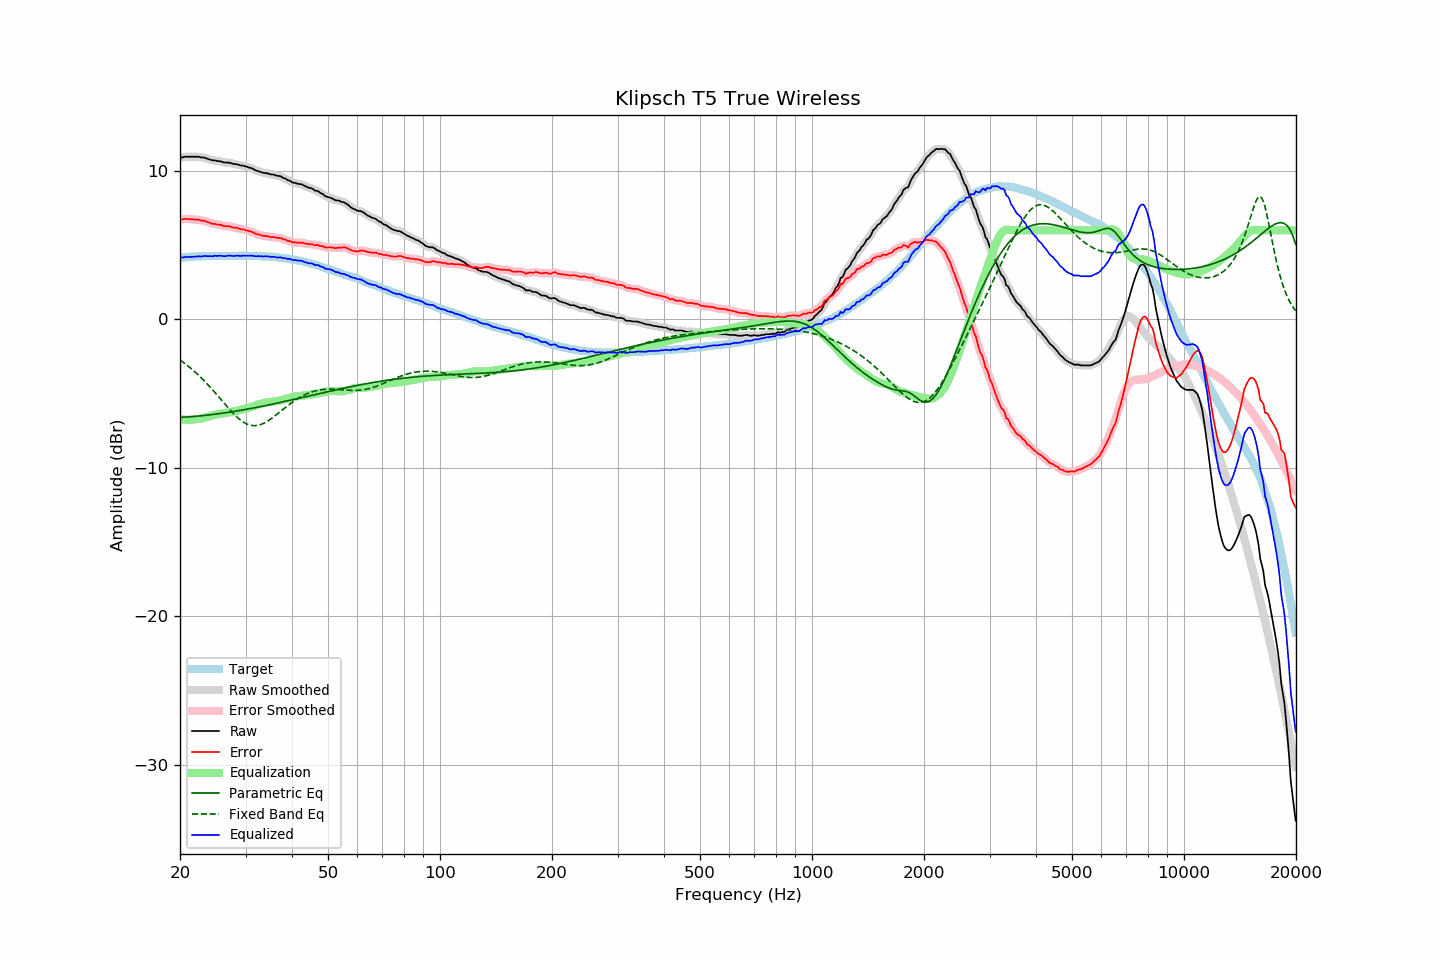 Klipsch T5 True Wireless
Amplitude (dBr)
10
0
−10
−20
−30
Target
Raw Smoothed
Error Smoothed
Raw
Error
Equalization
Parametric Eq
Fixed Band Eq
Equalized
20 50 100 200 500 1000 2000 5000 10000 20000
Frequency (Hz)